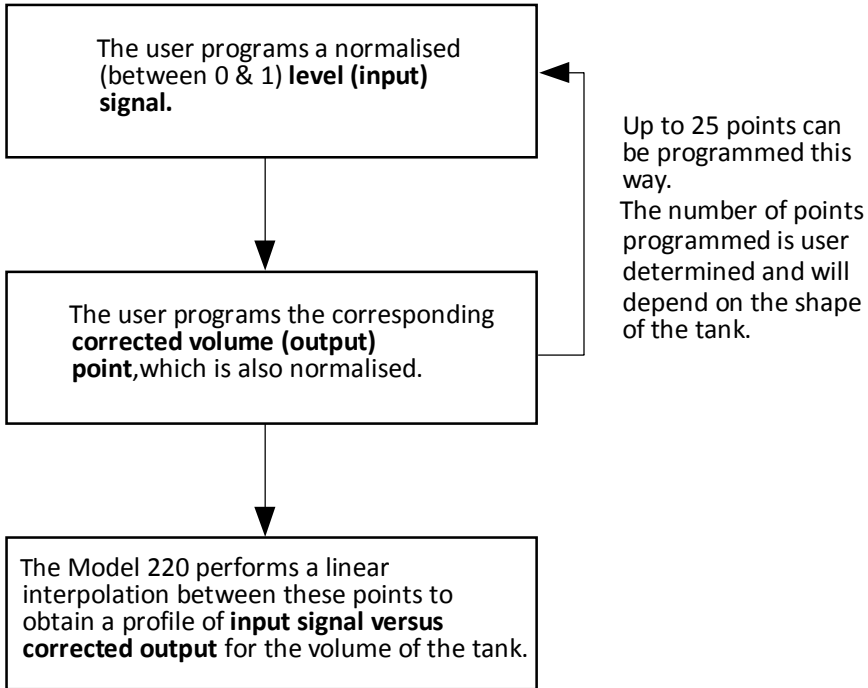 The user programs a normalised
(between 0 & 1) level (input)
signal.
Up to 25 points can
be programmed this
way.
The number of points
programmed is user
determined and will
depend on the shape
of the tank.
The user programs the corresponding
corrected volume (output)
point,which is also normalised.
The Model 220 performs a linear
interpolation between these points to
obtain a profile of input signal versus
corrected output for the volume of the tank.